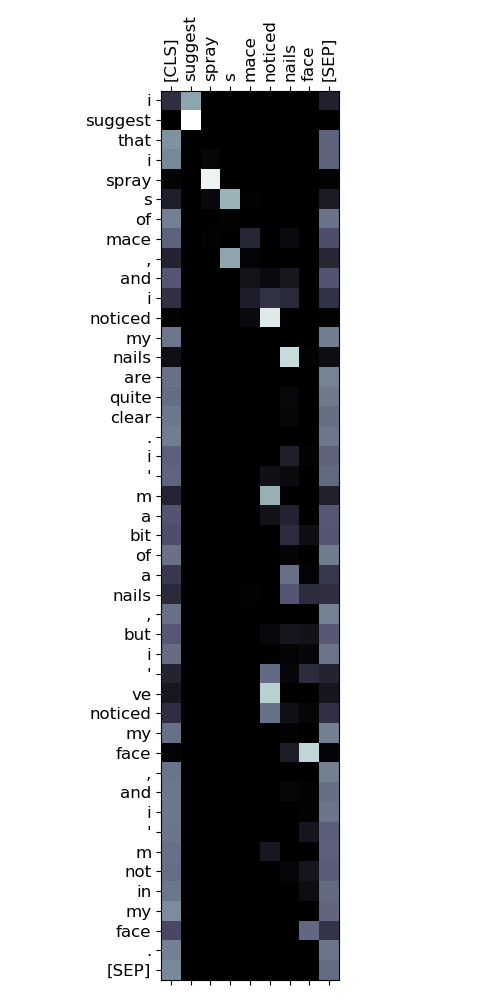 [CLS]
suggest
spray
s
mace
noticed
nails
face
[SEP]
i
suggest
that
i
spray
s
of
mace
,
and
i
noticed
my
nails
are
quite
clear
.
i
'
m
a
bit
of
a
nails
,
but
i
'
ve
noticed
my
face
,
and
i
'
m
not
in
my
face
.
[SEP]